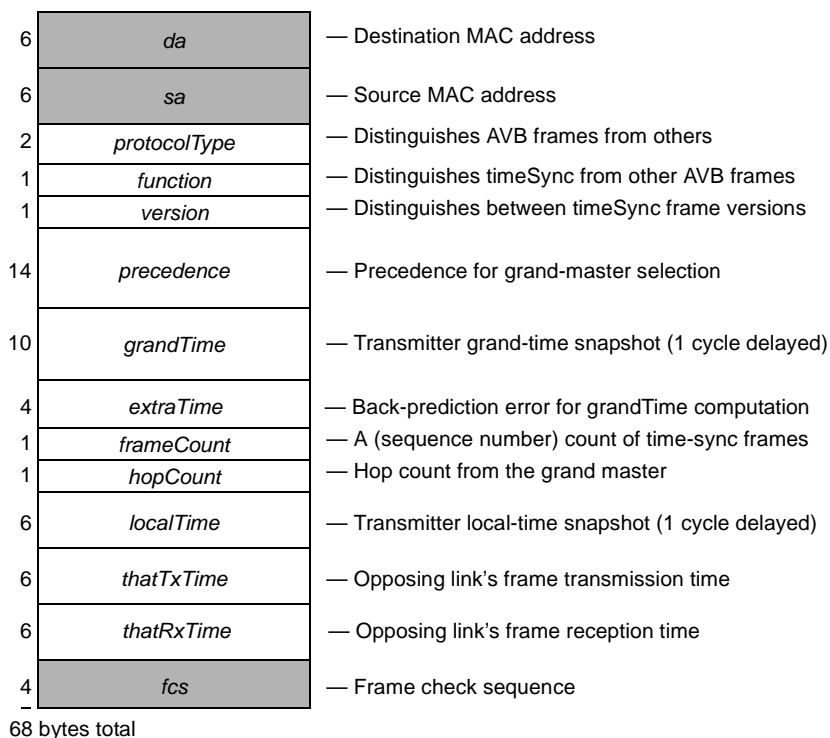 6 da — Destination MAC address
6 sa — Source MAC address
2 protocolType — Distinguishes AVB frames from others
1 function — Distinguishes timeSync from other AVB frames
1 version — Distinguishes between timeSync frame versions
14 precedence — Precedence for grand-master selection
10 grandTime — Transmitter grand-time snapshot (1 cycle delayed)
4 extraTime — Back-prediction error for grandTime computation
1 frameCount — A (sequence number) count of time-sync frames
1 hopCount — Hop count from the grand master
6 localTime — Transmitter local-time snapshot (1 cycle delayed)
6 thatTxTime — Opposing link's frame transmission time
6 thatRxTime — Opposing link's frame reception time
4 fcs — Frame check sequence
68 bytes total